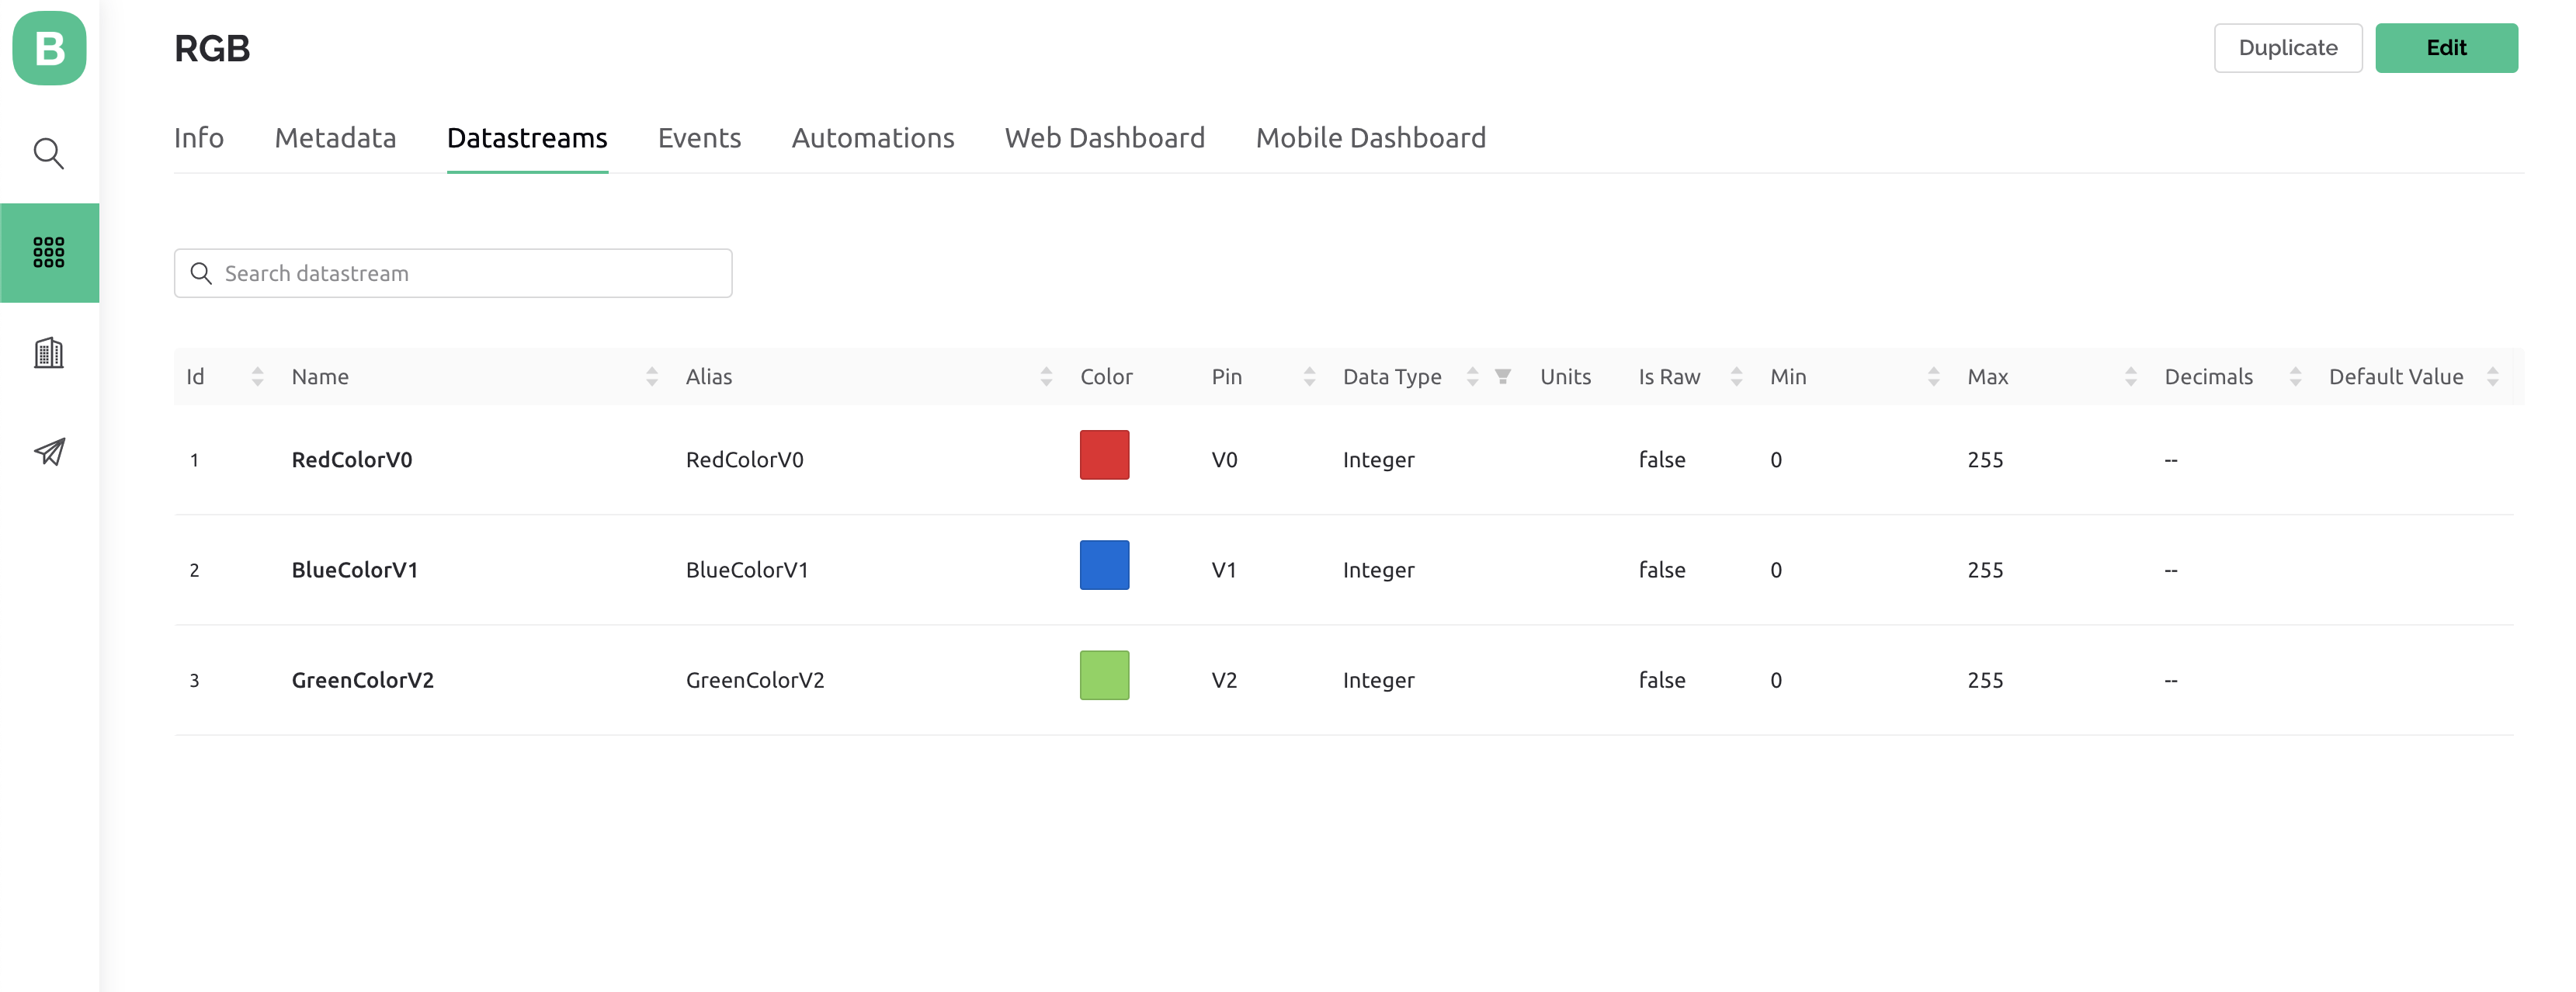 B
RGB
Duplicate Edit
Info Metadata Datastreams Events Automations Web Dashboard Mobile Dashboard
Search datastream
Id Name Alias Color Pin Data Type Units Is Raw Min Max Decimals Default Value
1 RedColorV0 RedColorV0 V0 Integer false 0 255 --
2 BlueColorV1 BlueColorV1 V1 Integer false 0 255 --
3 GreenColorV2 GreenColorV2 V2 Integer false 0 255 --